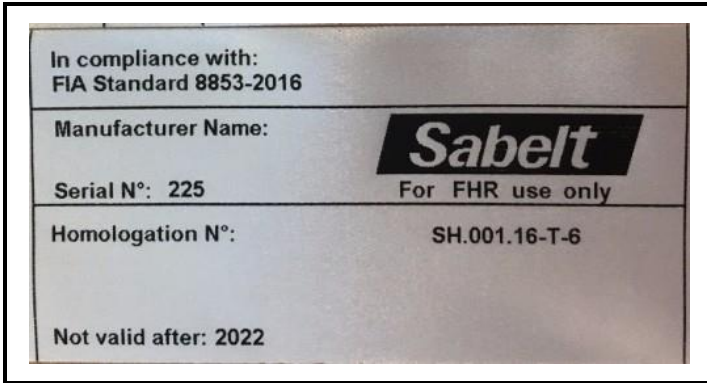 In compliance with:
FIA Standard 8853-2016
Manufacturer Name:
Sabelt
Serial N°: 225
For FHR use only
Homologation N°:
SH.001.16-T-6
Not valid after: 2022